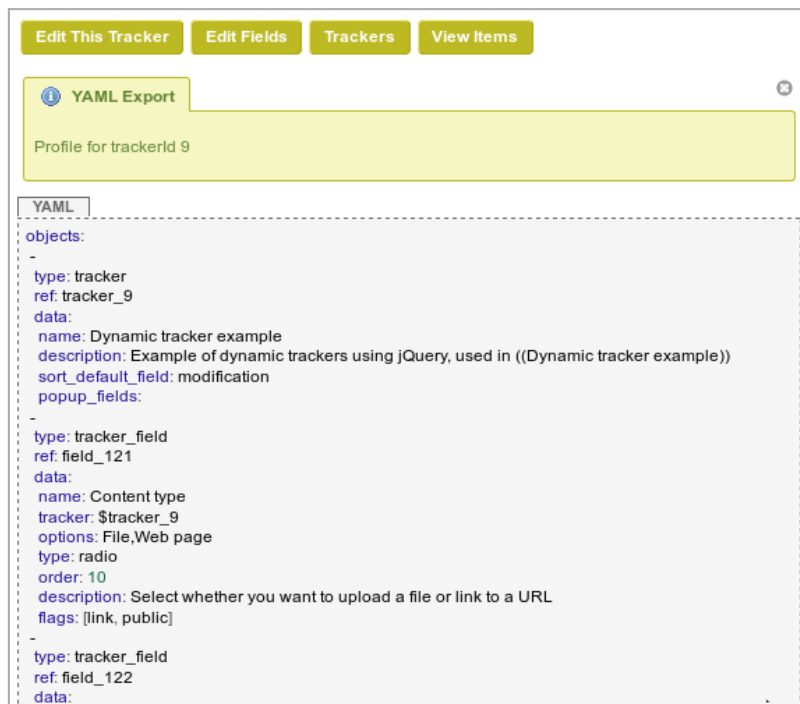 Edit This Tracker Edit Fields Trackers View Items
YAML Export
Profile for trackerId 9
YAML
objects:
-
type: tracker
ref: tracker_9
data:
name: Dynamic tracker example
description: Example of dynamic trackers using jQuery, used in ((Dynamic tracker example))
sort_default_field: modification
popup_fields:
-
type: tracker_field
ref: field_121
data:
name: Content type
tracker: $tracker_9
options: File,Web page
type: radio
order: 10
description: Select whether you want to upload a file or link to a URL
flags: [link, public]
-
type: tracker_field
ref: field_122
data: